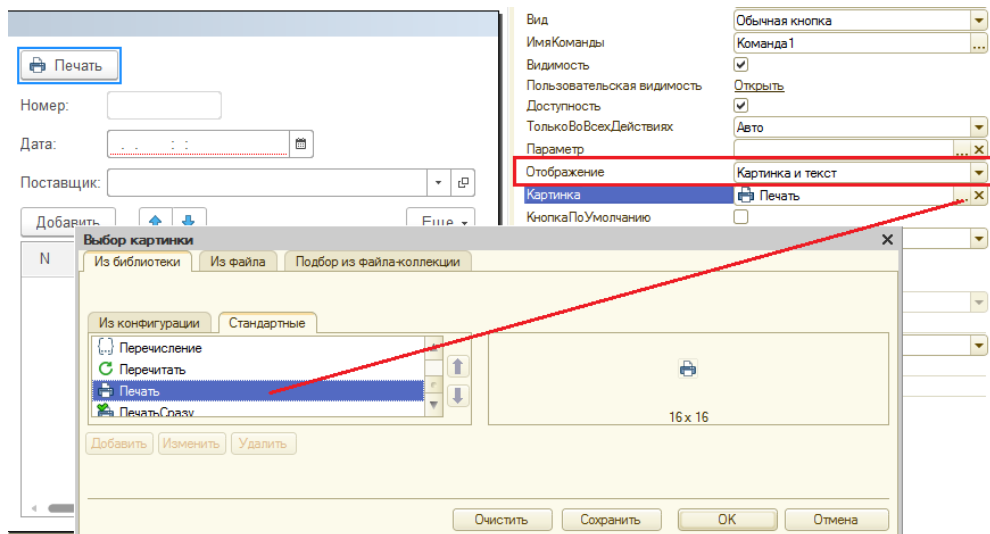 Печать
Номер:
Дата:
. . : :
Поставщик:
Добавить
Еще
N
Вид
Обычная кнопка
ИмяКоманды
Команда1
...
Видимость
Пользовательская видимость
Открыть
Доступность
ТолькоВоВсехДействиях
Авто
Параметр
...
Отображение
Картинка и текст
Картинка
Печать
...
КнопкаПоУмолчанию
Выбор картинки
Из библиотеки
Из файла
Подбор из файла-коллекции
Из конфигурации
Стандартные
Перечисление
Перечитать
Печать
ПечатьСразу
16 x 16
Добавить
Изменить
Удалить
Очистить
Сохранить
OK
Отмена